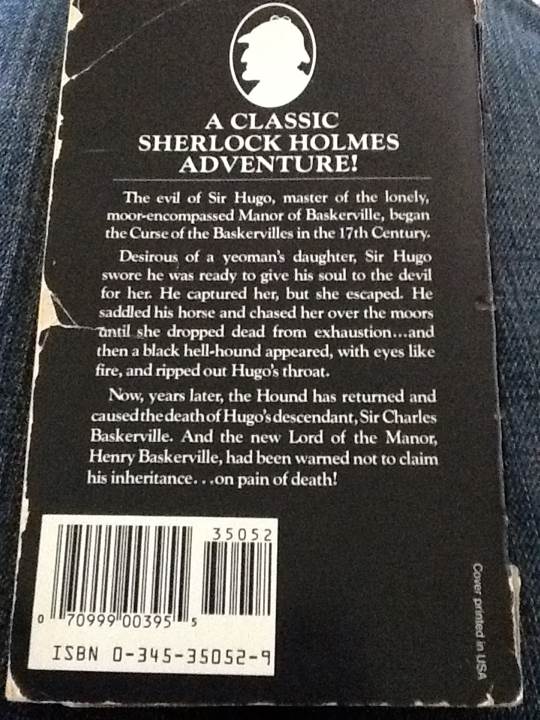 A CLASSIC
SHERLOCK HOLMES
ADVENTURE!
The evil of Sir Hugo, master of the lonely,
moor-encompassed Manor of Baskerville, began
the Curse of the Baskervilles in the 17th Century.
Desirous of a yeoman's daughter, Sir Hugo
swore he was ready to give his soul to the devil
for her. He captured her, but she escaped. He
saddled his horse and chased her over the moors
until she dropped dead from exhaustion...and
then a black hell-hound appeared, with eyes like
fire, and ripped out Hugo's throat.
Now, years later, the Hound has returned and
caused the death of Hugo's descendant, Sir Charles
Baskerville. And the new Lord of the Manor,
Henry Baskerville, had been warned not to claim
his inheritance...on pain of death!
35052
0 70999 00395 5
ISBN 0-345-35052-9
Cover printed in USA